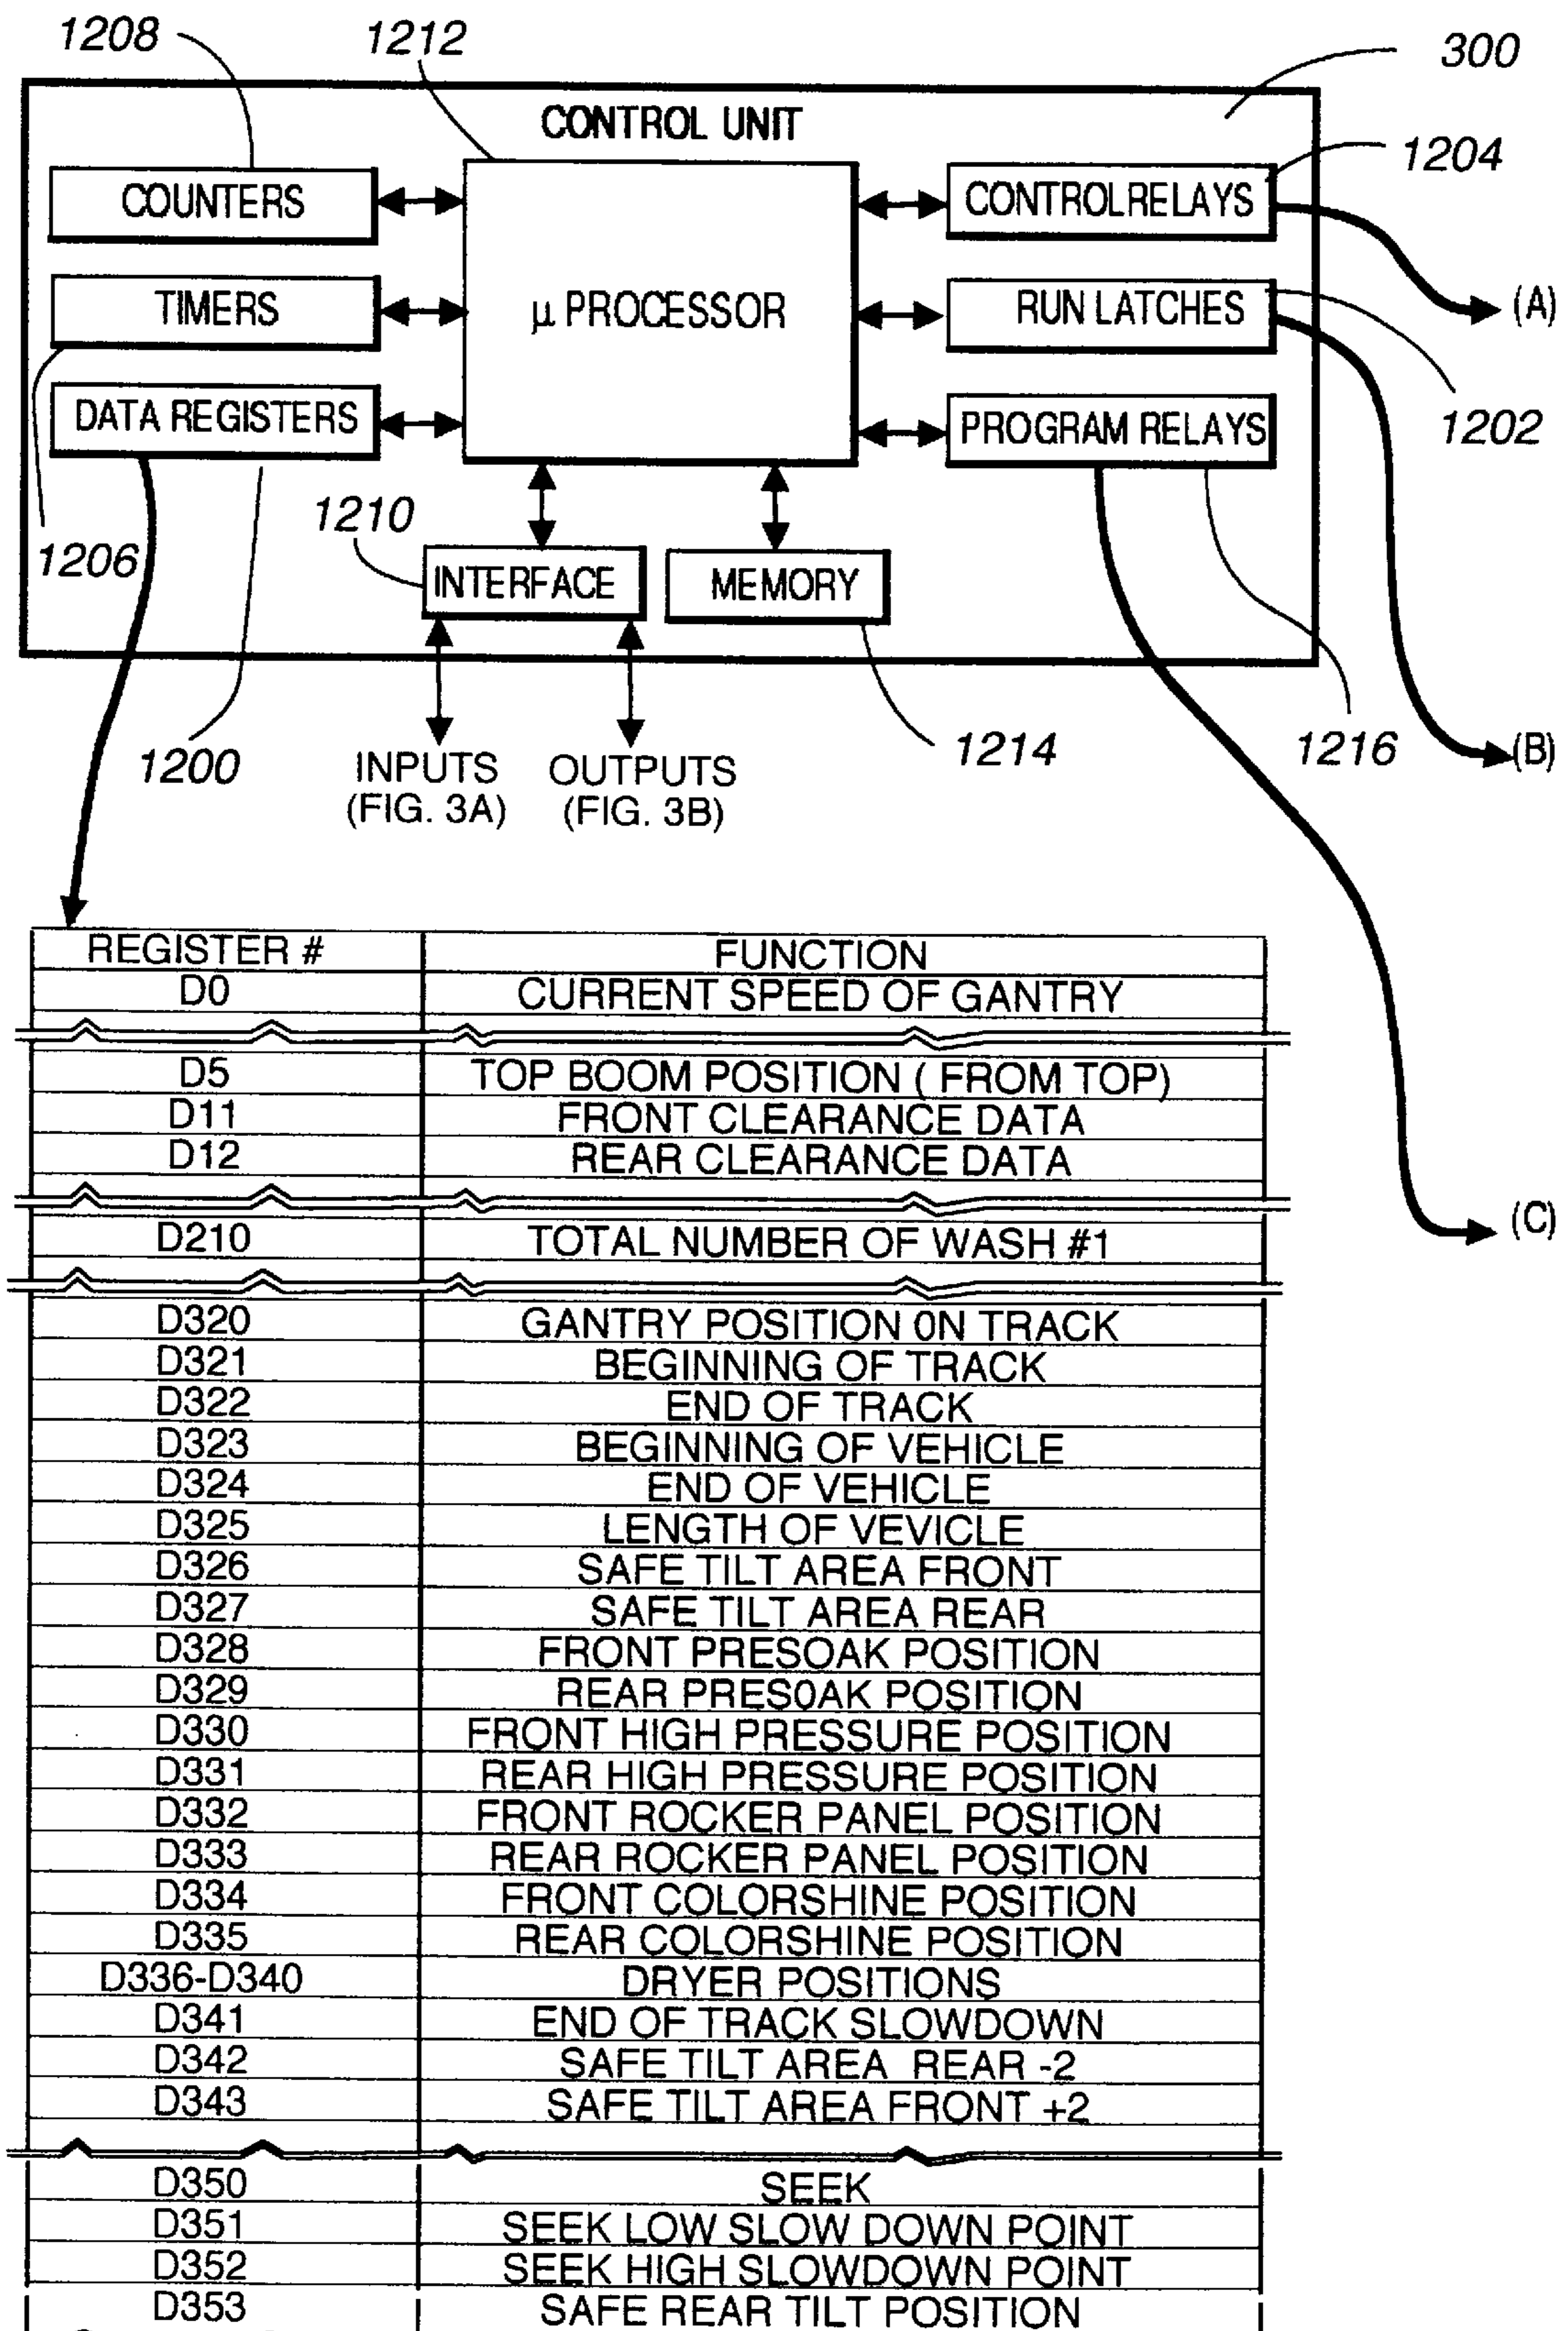 1208
1212
300
CONTROL UNIT
1204
COUNTERS
CONTROLRELAYS
TIMERS
µ PROCESSOR
RUN LATCHES
(A)
DATA REGISTERS
PROGRAM RELAYS
1202
1210
1206
INTERFACE
MEMORY
1200
INPUTS
(FIG. 3A)
OUTPUTS
(FIG. 3B)
1214
1216
(B)
REGISTER # FUNCTION
D0 CURRENT SPEED OF GANTRY
D5 TOP BOOM POSITION ( FROM TOP)
D11 FRONT CLEARANCE DATA
D12 REAR CLEARANCE DATA
(C)
D210 TOTAL NUMBER OF WASH #1
D320 GANTRY POSITION 0N TRACK
D321 BEGINNING OF TRACK
D322 END OF TRACK
D323 BEGINNING OF VEHICLE
D324 END OF VEHICLE
D325 LENGTH OF VEVICLE
D326 SAFE TILT AREA FRONT
D327 SAFE TILT AREA REAR
D328 FRONT PRESOAK POSITION
D329 REAR PRES0AK POSITION
D330 FRONT HIGH PRESSURE POSITION
D331 REAR HIGH PRESSURE POSITION
D332 FRONT ROCKER PANEL POSITION
D333 REAR ROCKER PANEL POSITION
D334 FRONT COLORSHINE POSITION
D335 REAR COLORSHINE POSITION
D336-D340 DRYER POSITIONS
D341 END OF TRACK SLOWDOWN
D342 SAFE TILT AREA REAR -2
D343 SAFE TILT AREA FRONT +2
D350 SEEK
D351 SEEK LOW SLOW DOWN POINT
D352 SEEK HIGH SLOWDOWN POINT
D353 SAFE REAR TILT POSITION